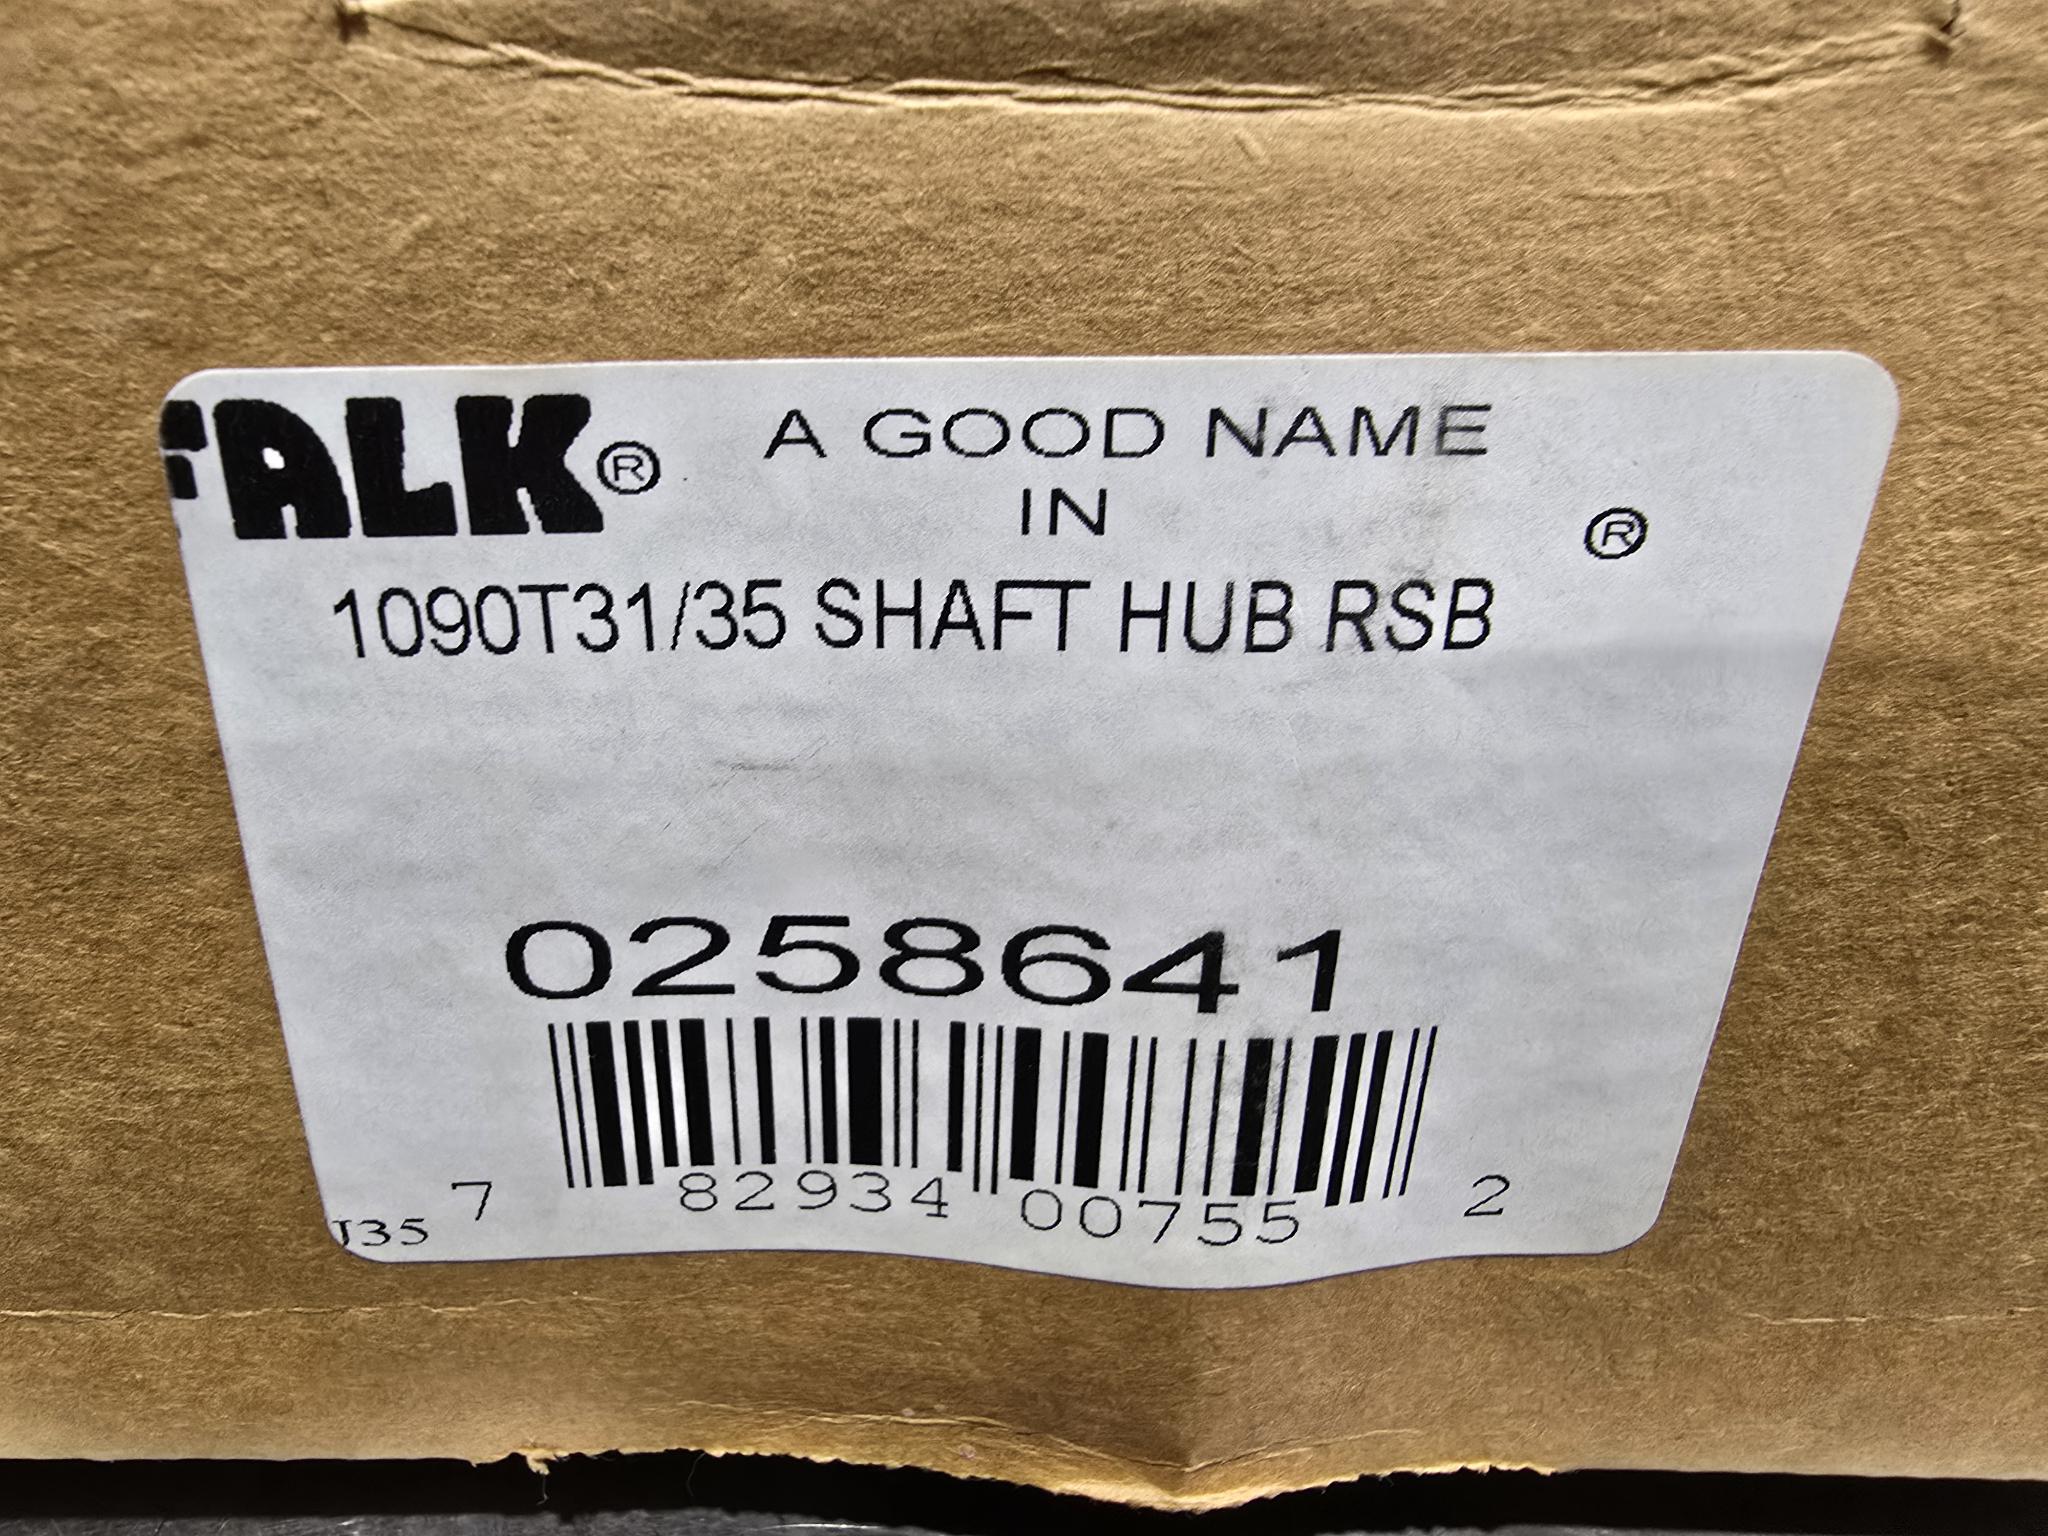 FALK® A GOOD NAME
IN ®
1090T31/35 SHAFT HUB RSB
0258641
7 82934 00755 2
J35